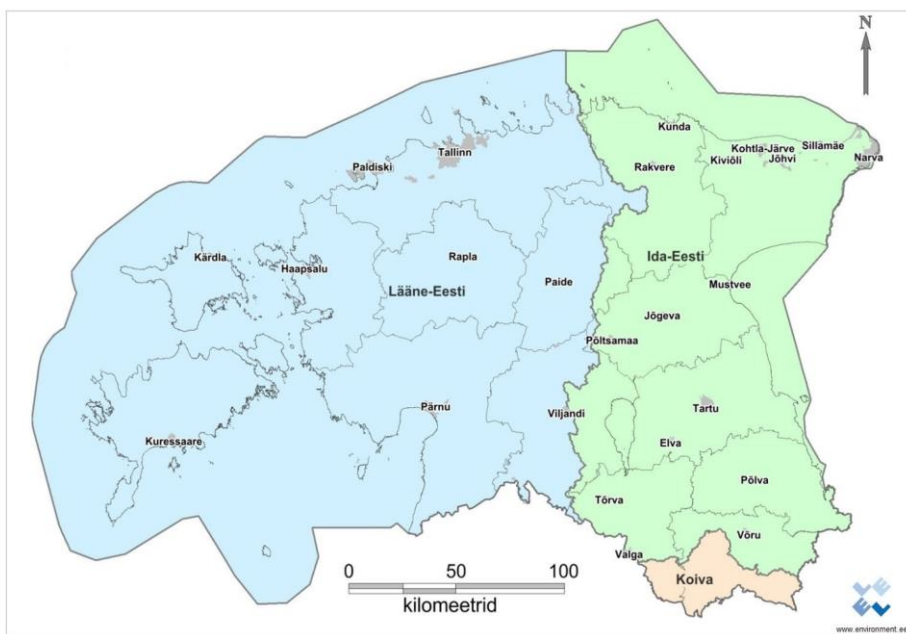 N
Kunda
Tallinn
Kohtla-Järve
Sillamäe
Paldiski
Rakvere
Kiviõli
Jõhvi
Narva
Kärdla
Haapsalu
Rapla
Ida-Eesti
Lääne-Eesti
Paide
Mustvee
Jõgeva
Põltsamaa
Pärnu
Viljandi
Tartu
Kuressaare
Elva
Põlva
Tõrva
Võru
Valga
Koiva
0 50 100
kilomeetrid
www.environment.ee